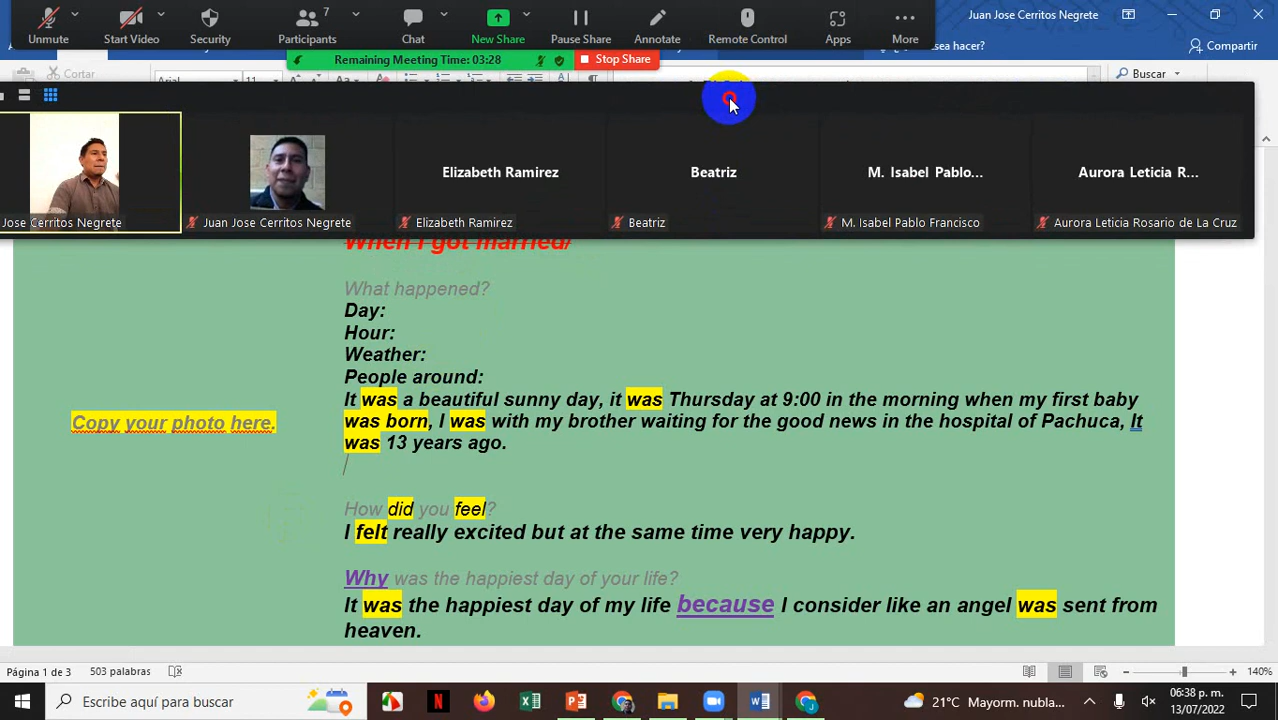 Juan Jose Cerritos Negrete
7
Unmute
Start Video
Security
Participants
Chat
New Share
Pause Share
Annotate
Remote Control
Apps
More
Remaining Meeting Time: 03:28
Stop Share
Compartir
Cortar
Arial
11
Buscar
Elizabeth Ramirez
Beatriz
M. Isabel Pablo...
Aurora Leticia R...
Jose Cerritos Negrete
Juan Jose Cerritos Negrete
Elizabeth Ramirez
Beatriz
M. Isabel Pablo Francisco
Aurora Leticia Rosario de La Cruz
When I got married/
What happened?
Day:
Hour:
Weather:
People around:
It was a beautiful sunny day, it was Thursday at 9:00 in the morning when my first baby
was born, I was with my brother waiting for the good news in the hospital of Pachuca, It
was 13 years ago.
Copy your photo here.
How did you feel?
I felt really excited but at the same time very happy.
Why was the happiest day of your life?
It was the happiest day of my life because I consider like an angel was sent from
heaven.
Página 1 de 3
503 palabras
140%
Escribe aquí para buscar
21°C Mayorm. nubla...
06:38 p. m.
13/07/2022